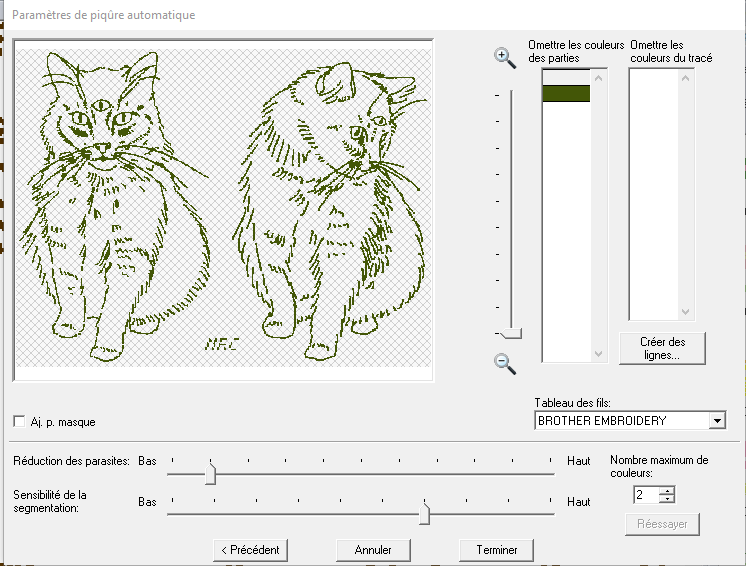 Paramètres de piqûre automatique
Omettre les couleurs des parties
Omettre les couleurs du tracé
MRC
Créer des lignes...
Tableau des fils:
BROTHER EMBROIDERY
Aj. p. masque
Réduction des parasites:
Bas
Haut
Nombre maximum de couleurs:
2
Sensibilité de la segmentation:
Bas
Haut
Réessayer
< Précédent
Annuler
Terminer